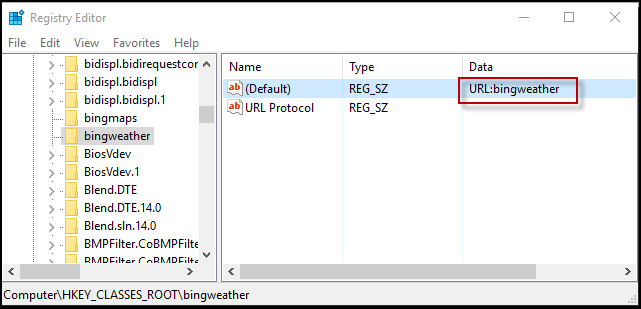 Registry Editor
File Edit View Favorites Help
bidispl.bidirequestcor
bidispl.bidispl
bidispl.bidispl.1
bingmaps
bingweather
BiosVdev
BiosVdev.1
Blend.DTE
Blend.DTE.14.0
Blend.sln.14.0
BMPFilter.CoBMPFilte
BMPFilter.CoBMPFilte
Name Type Data
ab (Default) REG_SZ URL:bingweather
ab URL Protocol REG_SZ
Computer\HKEY_CLASSES_ROOT\bingweather